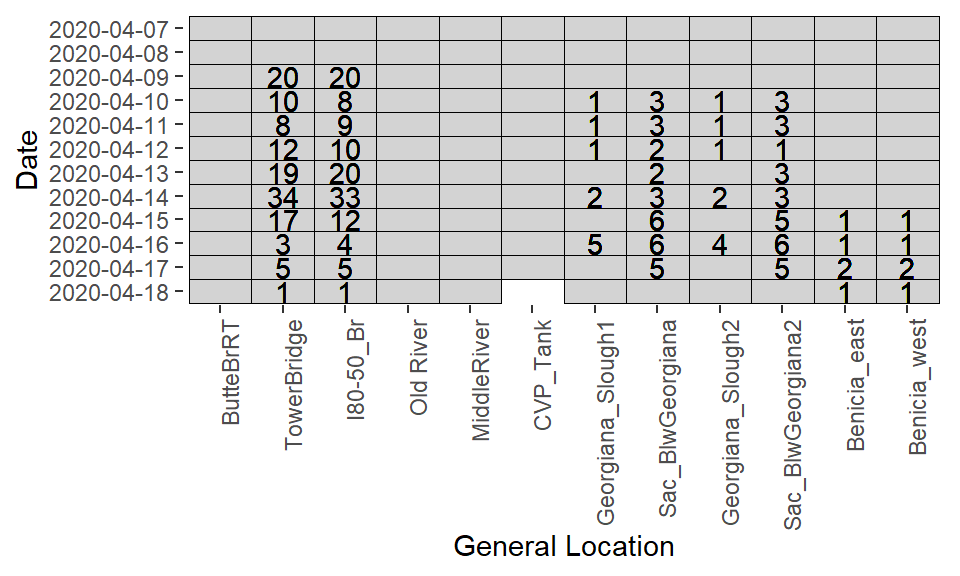 2020-04-07
2020-04-08
2020-04-09 20 20
2020-04-10 10 8 1 3 1 3
2020-04-11 8 9 1 3 1 3
2020-04-12 12 10 1 2 1 1
2020-04-13 19 20 2 3
2020-04-14 34 33 2 3 2 3
2020-04-15 17 12 6 5 1 1
2020-04-16 3 4 5 6 4 6 1 1
2020-04-17 5 5 5 5 2 2
2020-04-18 1 1 1 1
Date
ButteBrRT
TowerBridge
I80-50_Br
Old River
MiddleRiver
CVP_Tank
Georgiana_Slough1
Sac_BlwGeorgiana
Georgiana_Slough2
Sac_BlwGeorgiana2
Benicia_east
Benicia_west
General Location